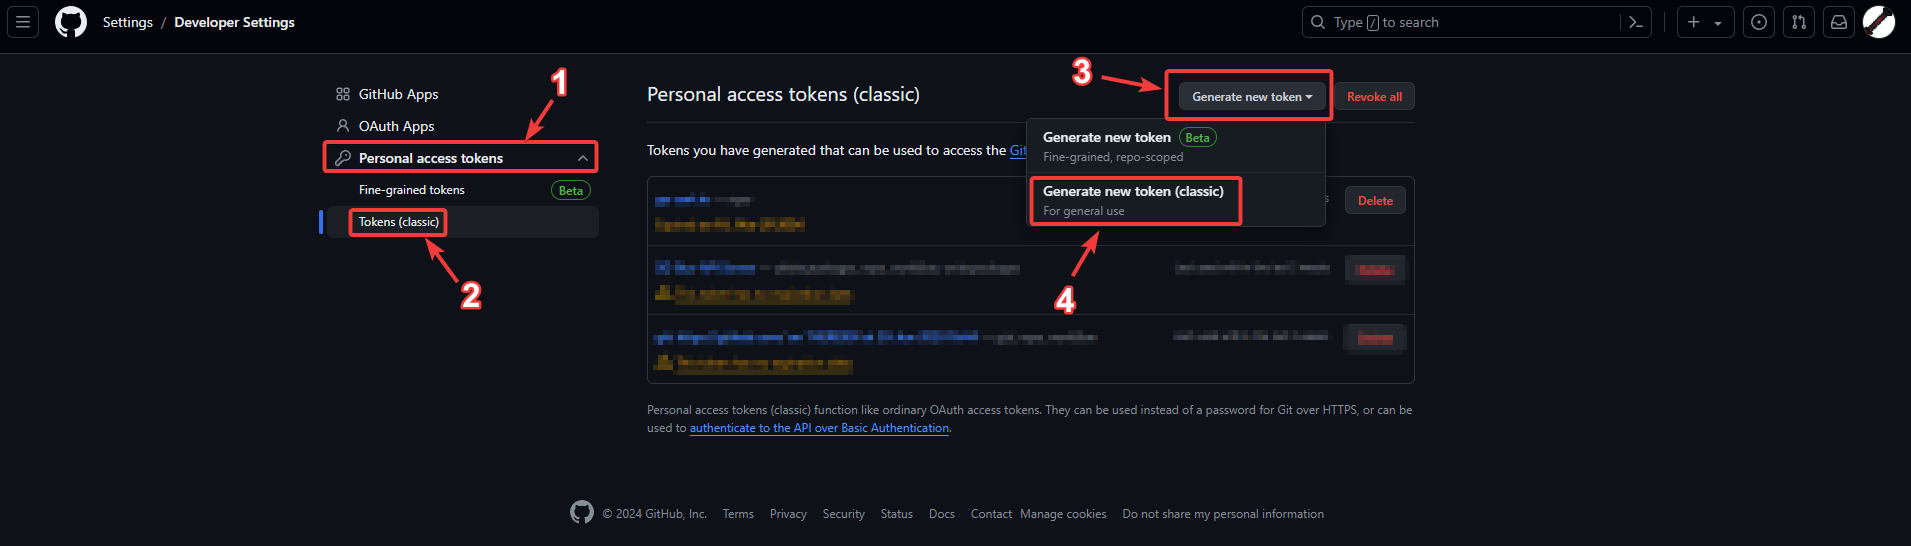 Settings / Developer Settings
Type / to search
GitHub Apps
OAuth Apps
Personal access tokens
Fine-grained tokens Beta
Tokens (classic)
1
2
3
4
Personal access tokens (classic)
Generate new token
Revoke all
Generate new token Beta
Fine-grained, repo-scoped
Generate new token (classic)
For general use
Tokens you have generated that can be used to access the Git
s
Delete
Personal access tokens (classic) function like ordinary OAuth access tokens. They can be used instead of a password for Git over HTTPS, or can be
used to authenticate to the API over Basic Authentication.
© 2024 GitHub, Inc. Terms Privacy Security Status Docs Contact Manage cookies Do not share my personal information